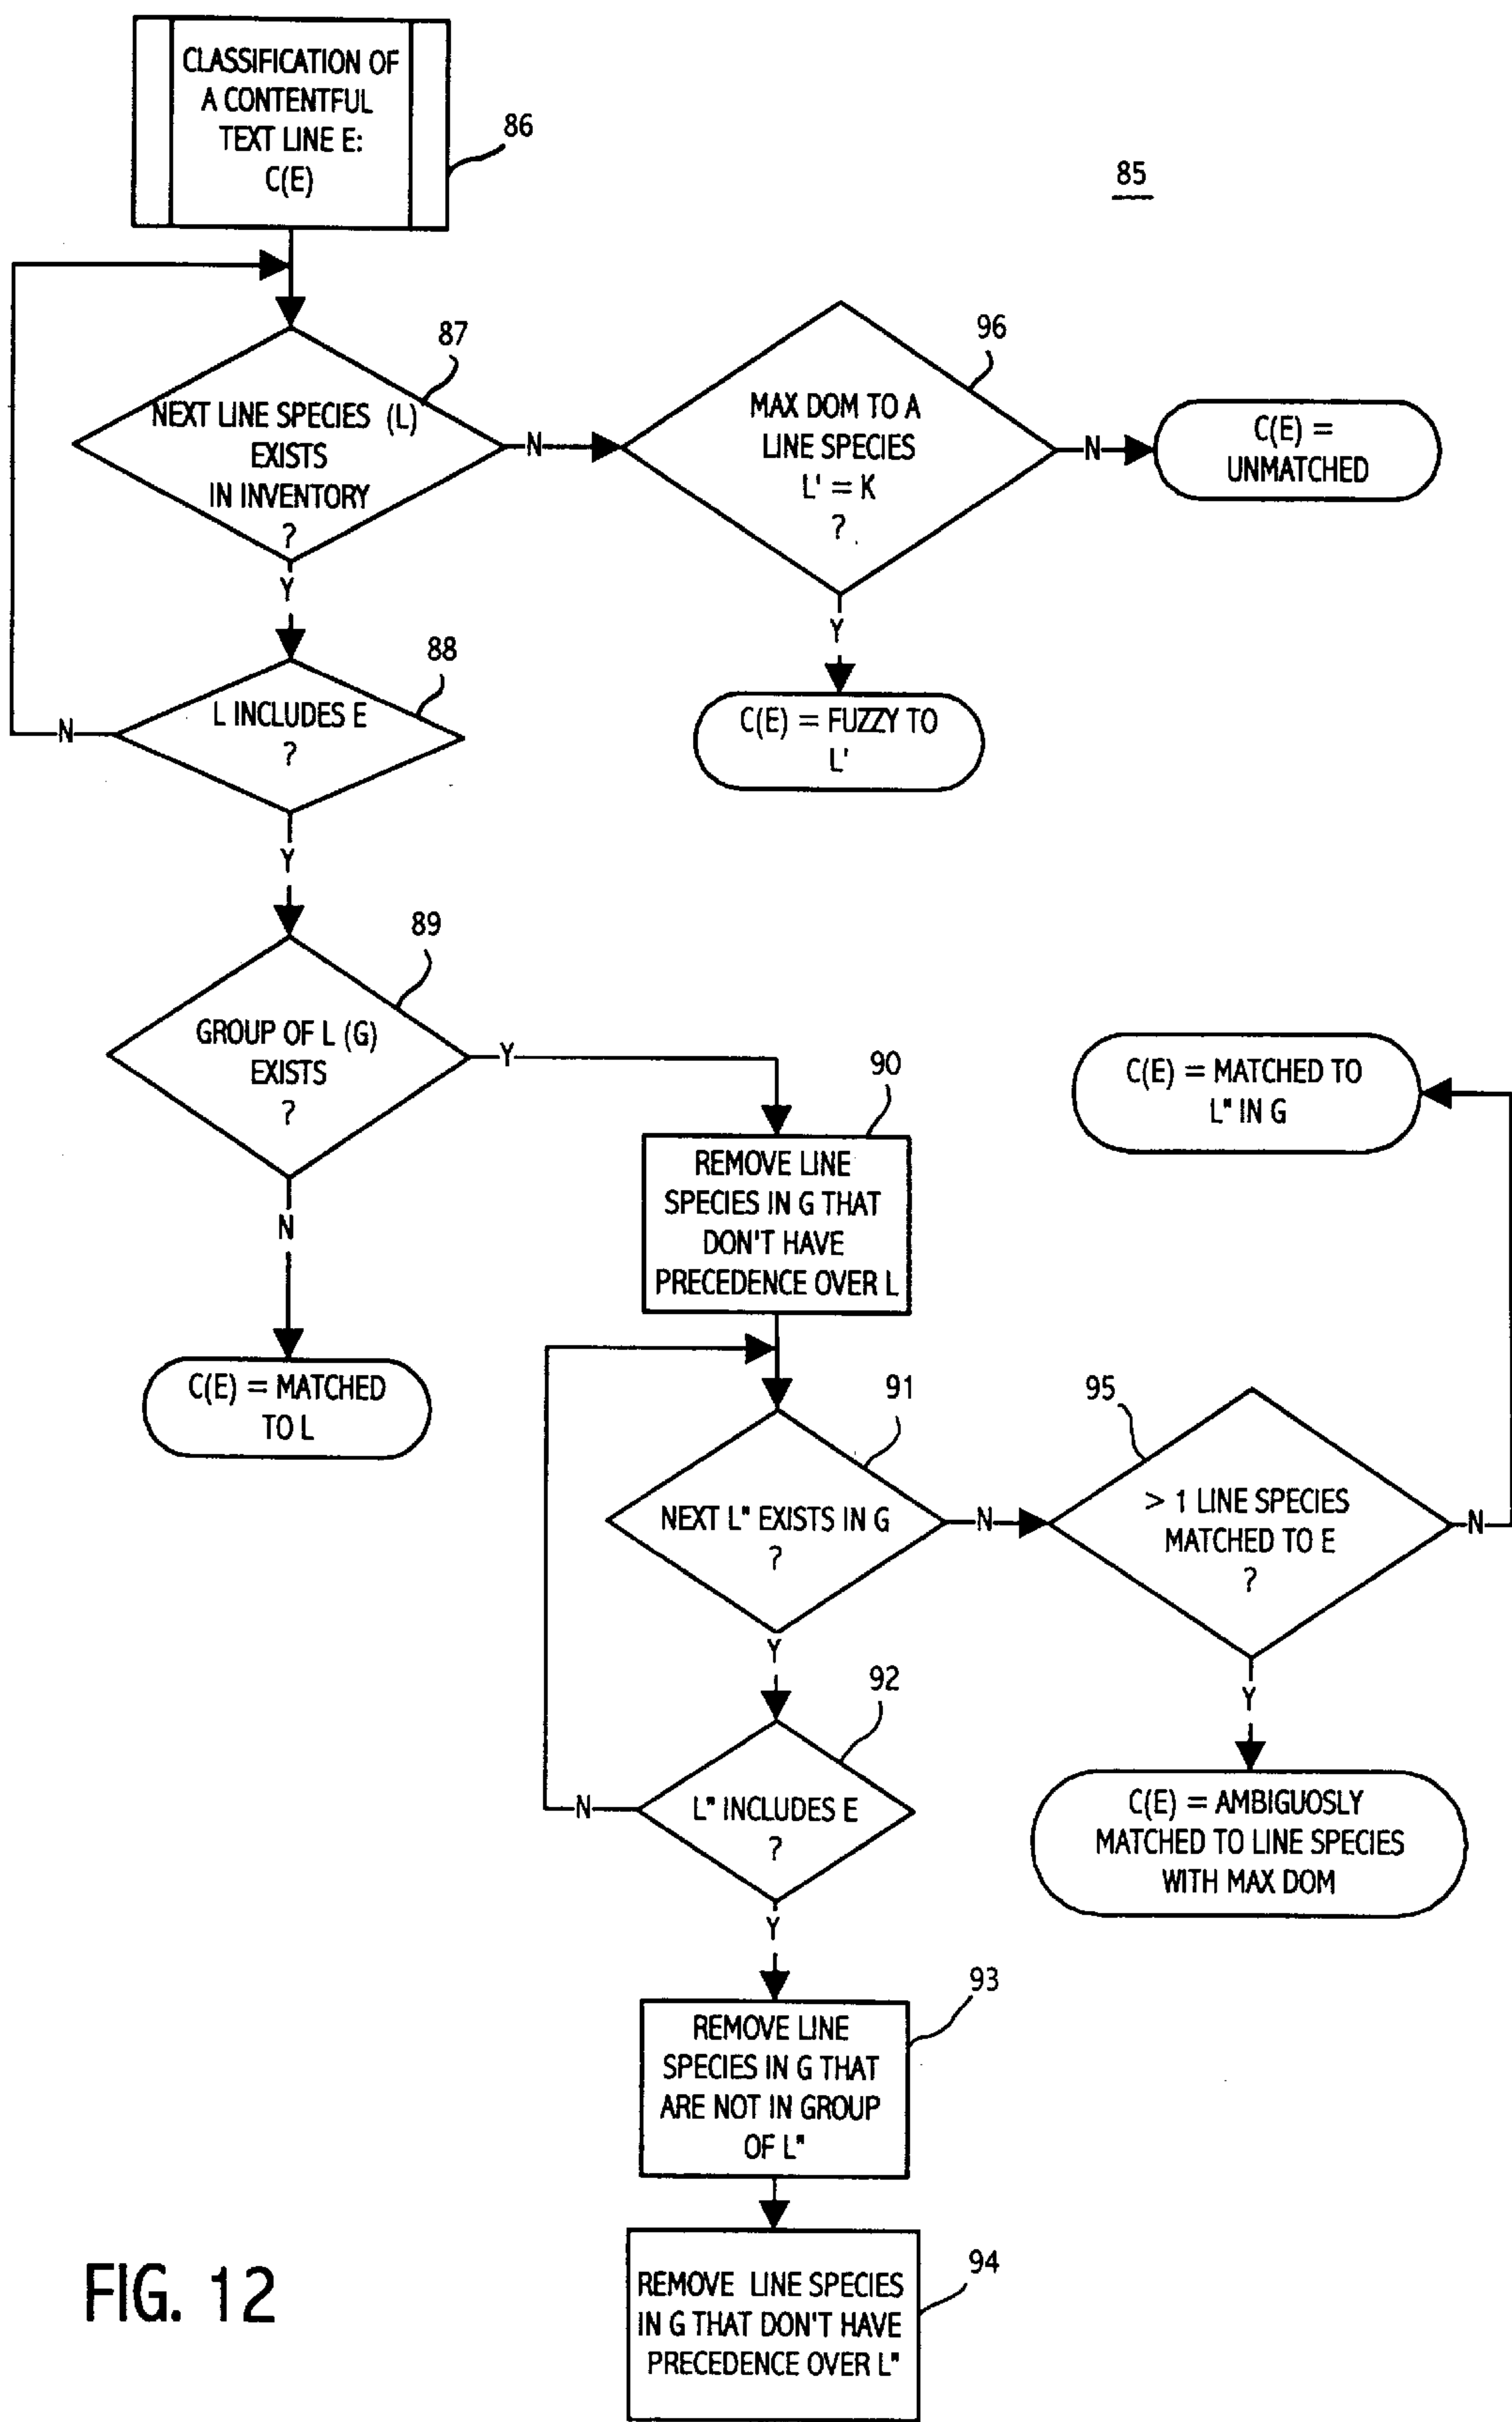 CLASSIFICATION OF
A CONTENTFUL
TEXT LINE E:
C(E)
86
85
87
NEXT LINE SPECIES (L)
EXISTS
IN INVENTORY
?
N
Y
96
MAX DOM TO A
LINE SPECIES
L' = K
?
N
Y
C(E) =
UNMATCHED
C(E) = FUZZY TO
L'
88
L INCLUDES E
?
N
Y
89
GROUP OF L (G)
EXISTS
?
Y
N
C(E) = MATCHED
TO L
90
REMOVE LINE
SPECIES IN G THAT
DON'T HAVE
PRECEDENCE OVER L
C(E) = MATCHED TO
L" IN G
91
NEXT L" EXISTS IN G
?
N
Y
95
> 1 LINE SPECIES
MATCHED TO E
?
N
Y
C(E) = AMBIGUOSLY
MATCHED TO LINE SPECIES
WITH MAX DOM
92
L" INCLUDES E
?
N
Y
93
REMOVE LINE
SPECIES IN G THAT
ARE NOT IN GROUP
OF L"
94
REMOVE LINE SPECIES
IN G THAT DON'T HAVE
PRECEDENCE OVER L"
FIG. 12